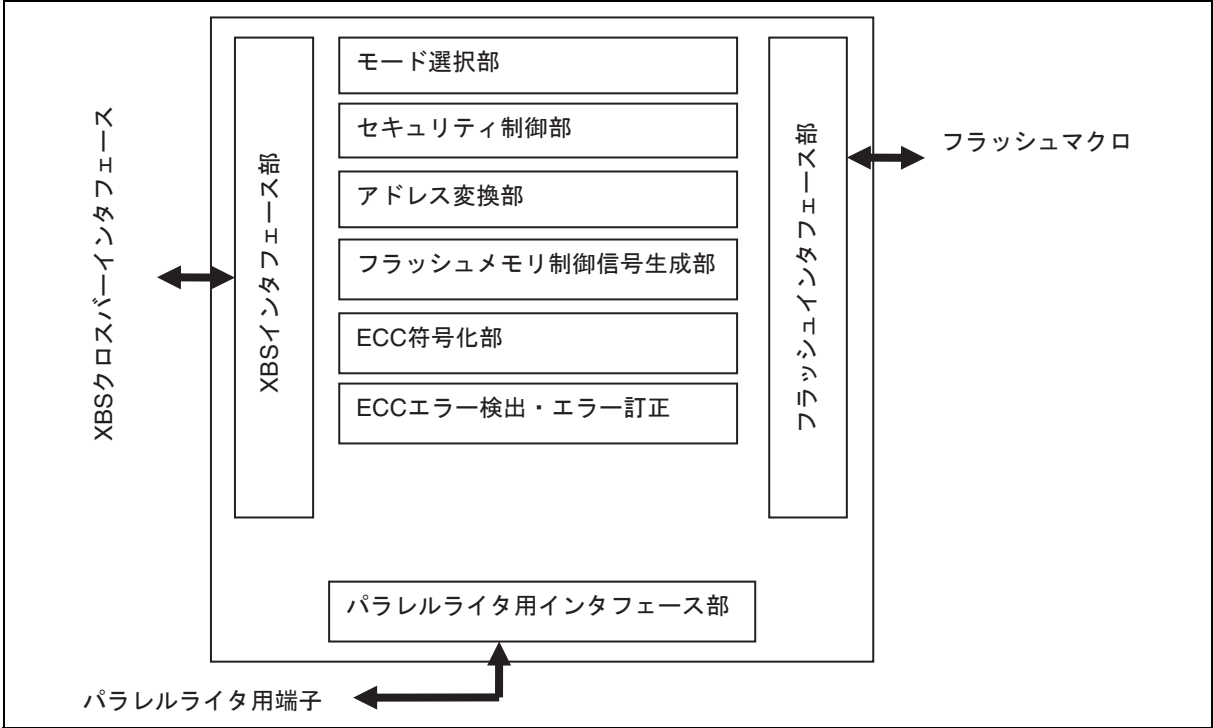 XBSクロスバーインタフェース
XBSインタフェース部
モード選択部
セキュリティ制御部
アドレス変換部
フラッシュメモリ制御信号生成部
ECC符号化部
ECCエラー検出・エラー訂正
フラッシュインタフェース部
フラッシュマクロ
パラレルライタ用インタフェース部
パラレルライタ用端子